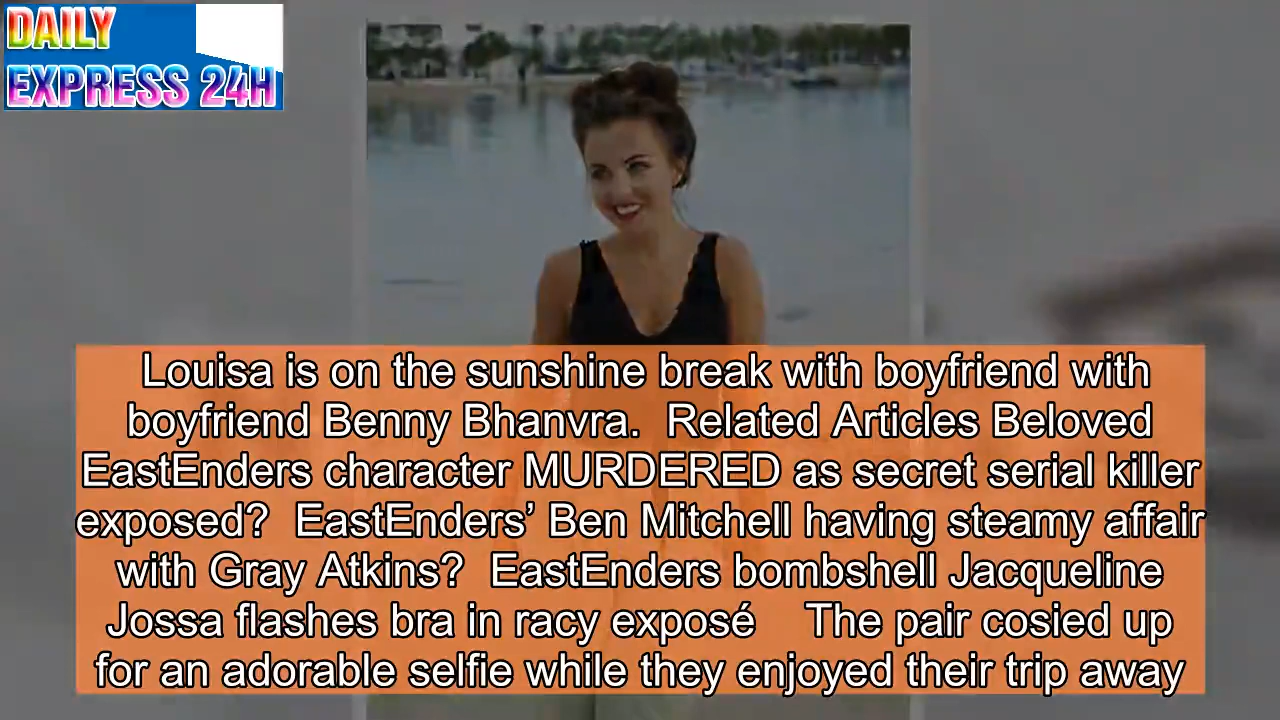 DAILY
EXPRESS 24H
Louisa is on the sunshine break with boyfriend with
boyfriend Benny Bhanvra.  Related Articles Beloved
EastEnders character MURDERED as secret serial killer
exposed?  EastEnders’ Ben Mitchell having steamy affair
with Gray Atkins?  EastEnders bombshell Jacqueline
Jossa flashes bra in racy exposé    The pair cosied up
for an adorable selfie while they enjoyed their trip away